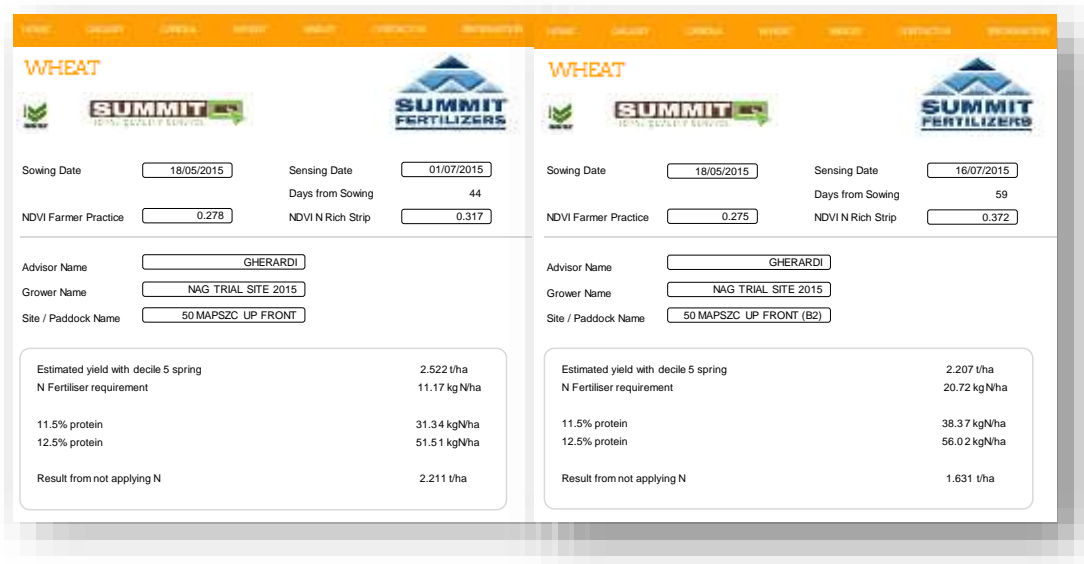 WHEAT
SUMMIT
SUMMIT
FERTILIZERS
Sowing Date 18/05/2015 Sensing Date 01/07/2015
Days from Sowing 44
NDVI Farmer Practice 0.278 NDVI N Rich Strip 0.317
Advisor Name GHERARDI
Grower Name NAG TRIAL SITE 2015
Site / Paddock Name 50 MAPSZC UP FRONT
Estimated yield with decile 5 spring 2.522 t/ha
N Fertiliser requirement 11.17 kg N/ha
11.5% protein 31.34 kgN/ha
12.5% protein 51.51 kgN/ha
Result from not applying N 2.211 t/ha
WHEAT
SUMMIT
SUMMIT
FERTILIZERS
Sowing Date 18/05/2015 Sensing Date 16/07/2015
Days from Sowing 59
NDVI Farmer Practice 0.275 NDVI N Rich Strip 0.372
Advisor Name GHERARDI
Grower Name NAG TRIAL SITE 2015
Site / Paddock Name 50 MAPSZC UP FRONT (B2)
Estimated yield with decile 5 spring 2.207 t/ha
N Fertiliser requirement 20.72 kg N/ha
11.5% protein 38.37 kgN/ha
12.5% protein 56.02 kgN/ha
Result from not applying N 1.631 t/ha